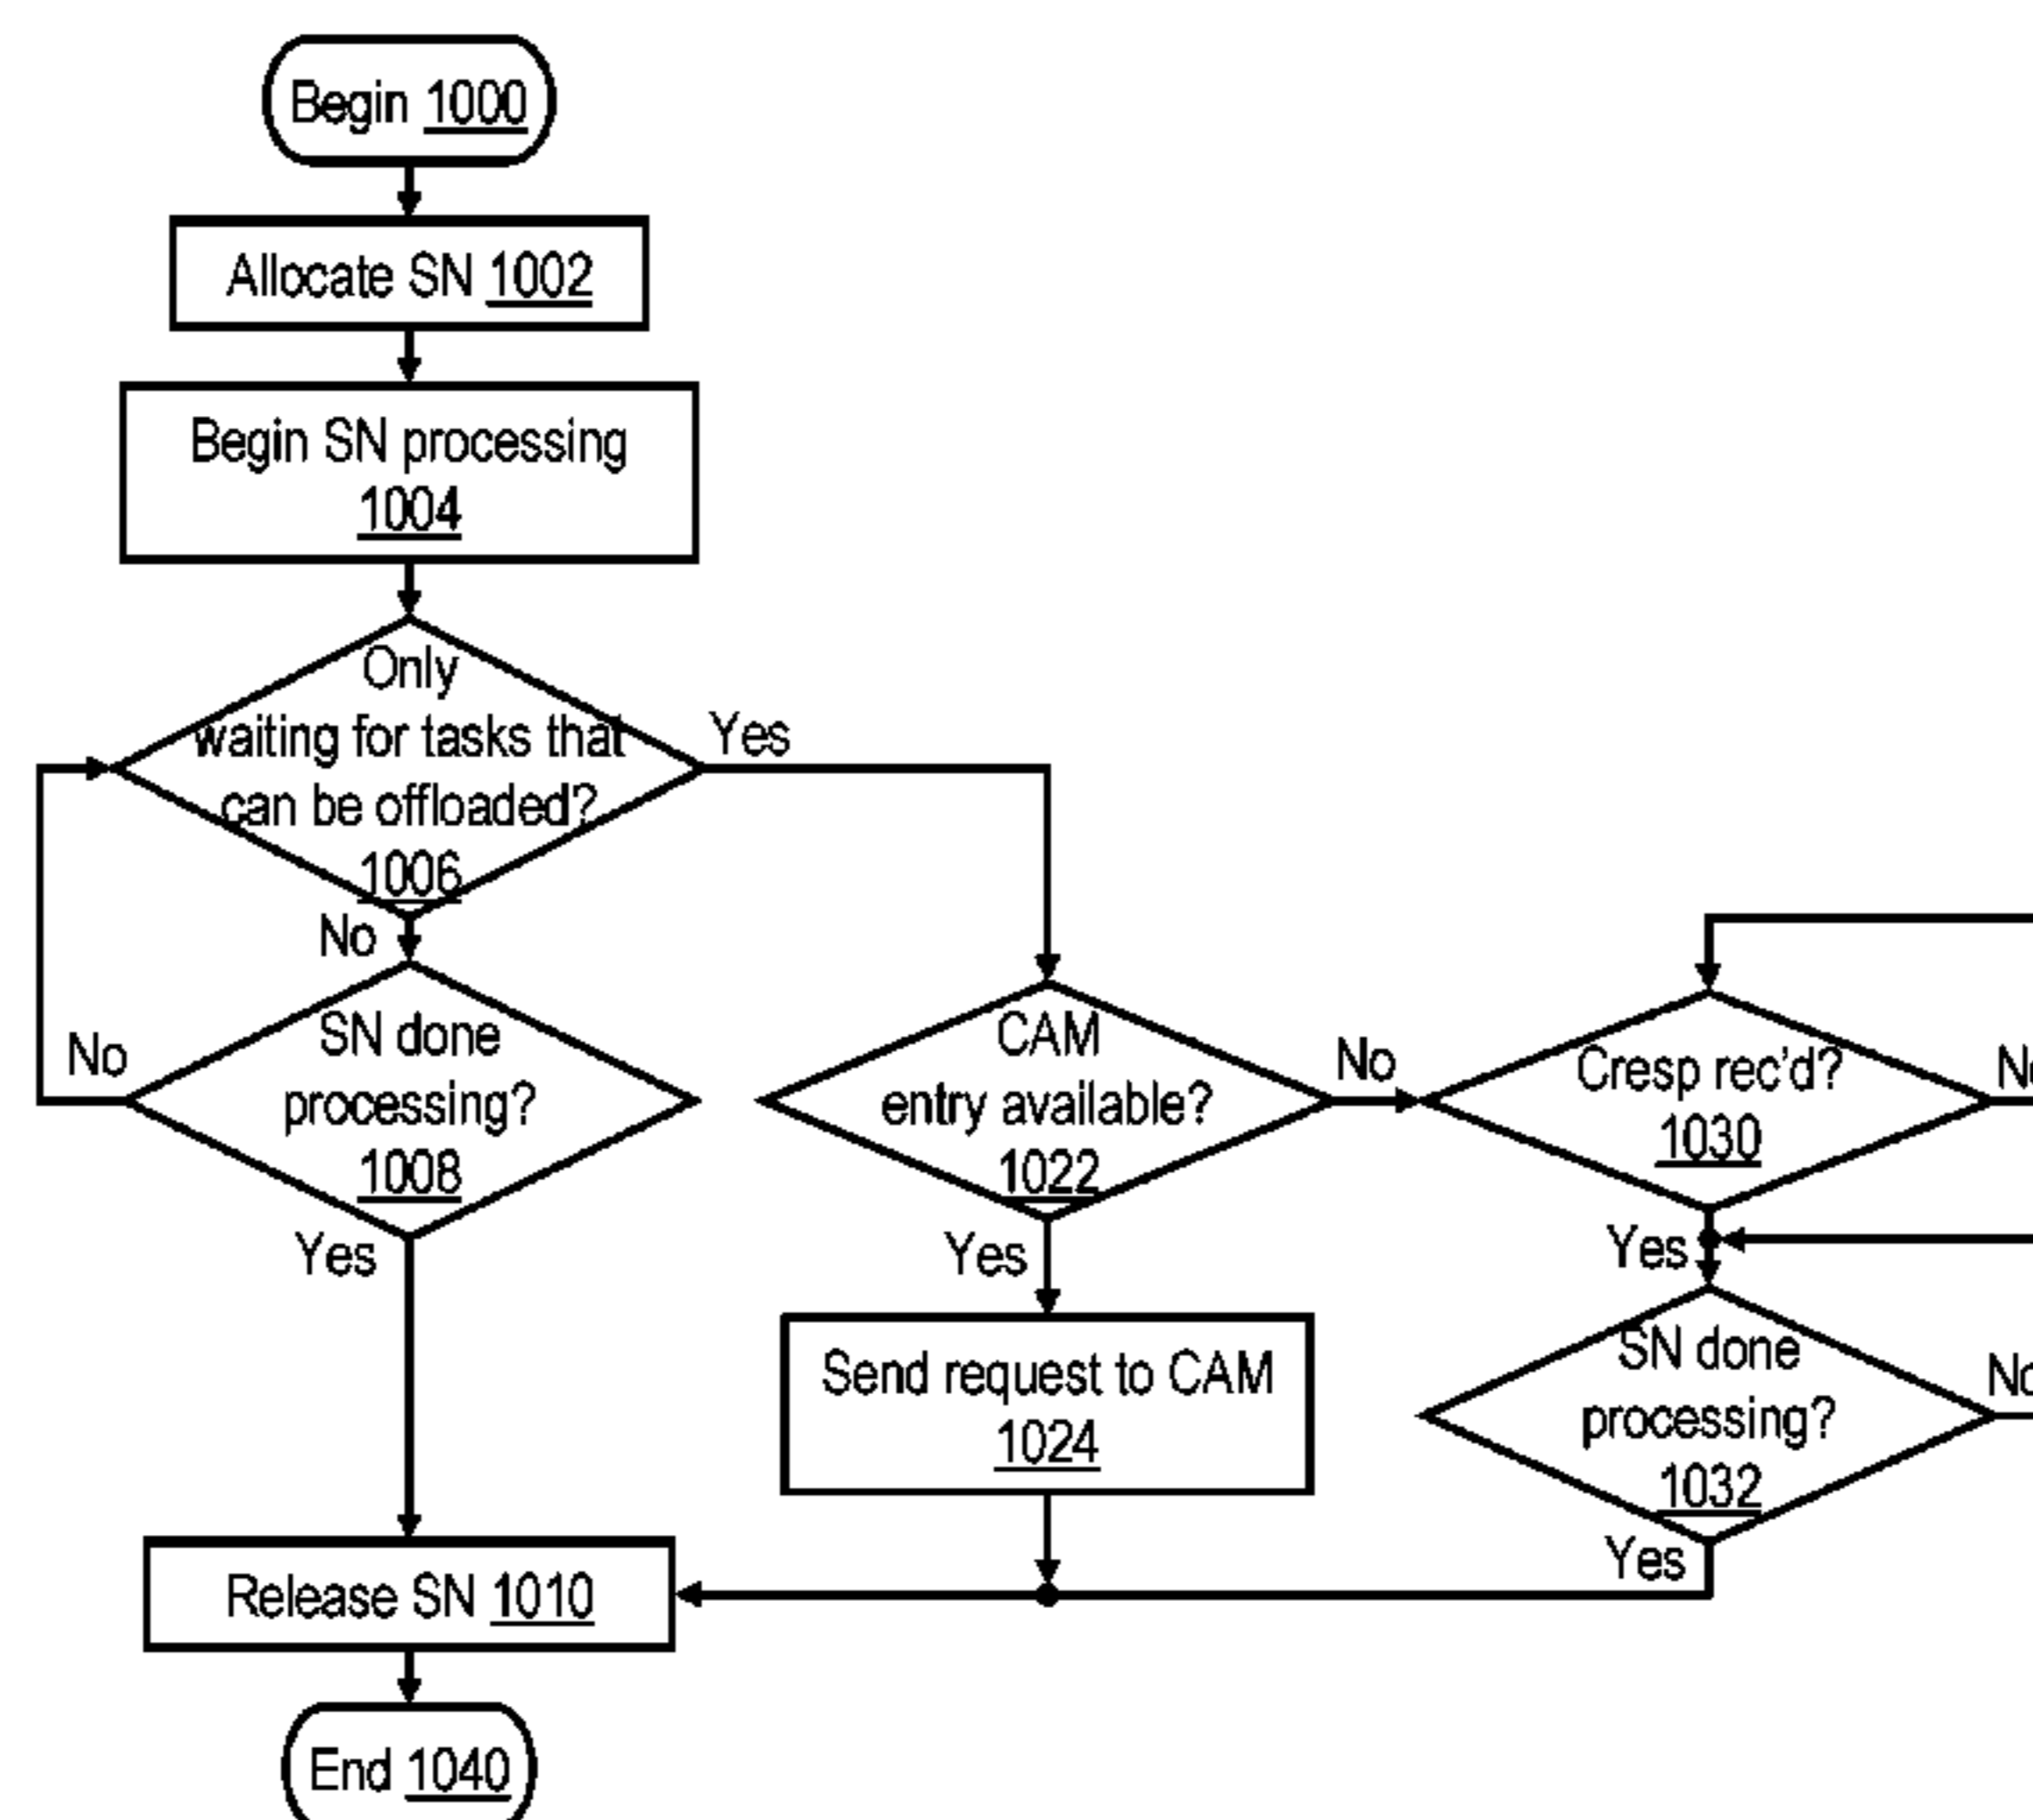 Begin 1000
Allocate SN 1002
Begin SN processing
1004
Only
waiting for tasks that
can be offloaded?
1006
Yes
No
SN done
processing?
1008
No
Yes
CAM
entry available?
1022
No
Yes
Send request to CAM
1024
Cresp rec'd?
1030
No
Yes
SN done
processing?
1032
No
Yes
Release SN 1010
End 1040